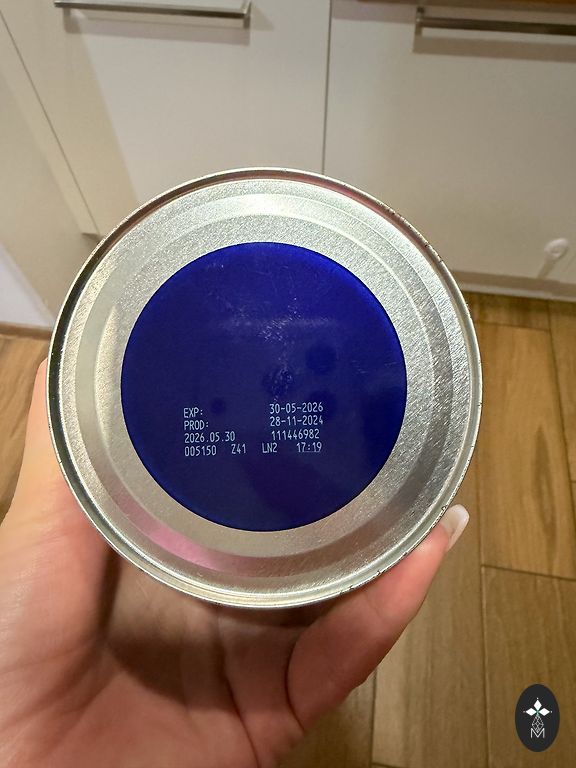 EXP: 30-05-2026
PROD: 28-11-2024
2026.05.30 111446982
005150 Z41 LN2 17:19
M